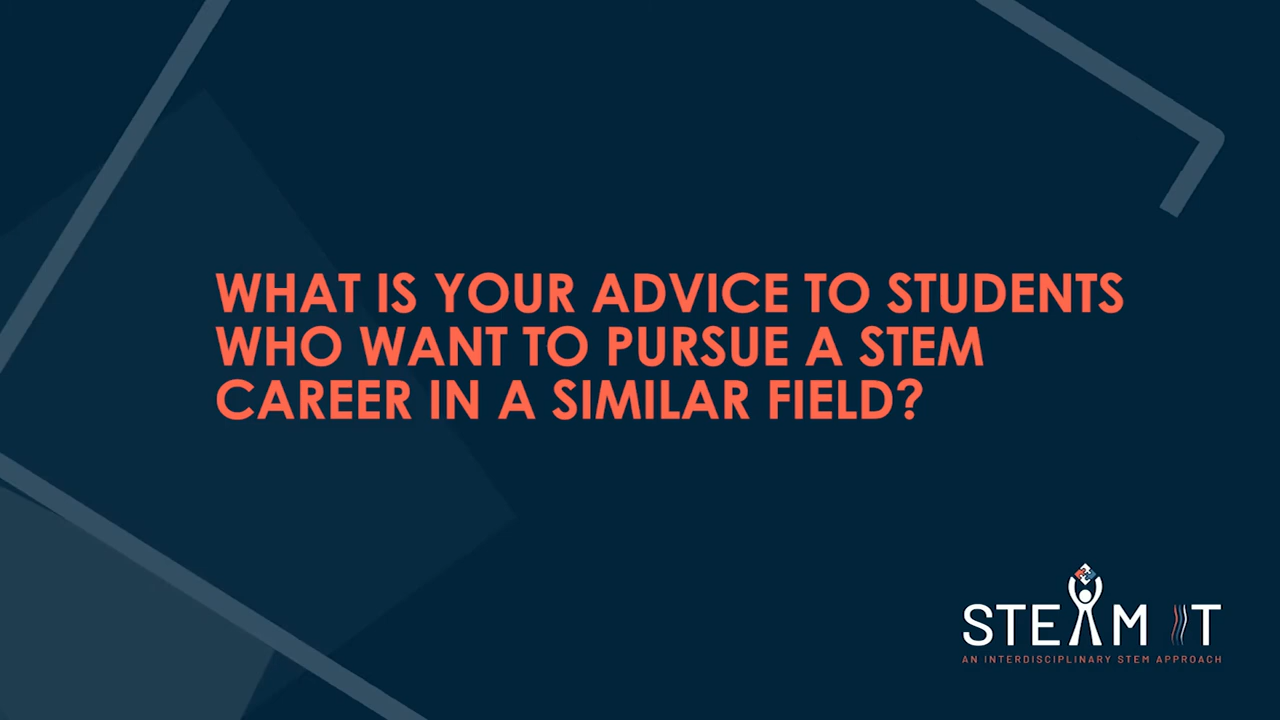 WHAT IS YOUR ADVICE TO STUDENTS
WHO WANT TO PURSUE A STEM
CAREER IN A SIMILAR FIELD?
STEAM IT
AN INTERDISCIPLINARY STEM APPROACH